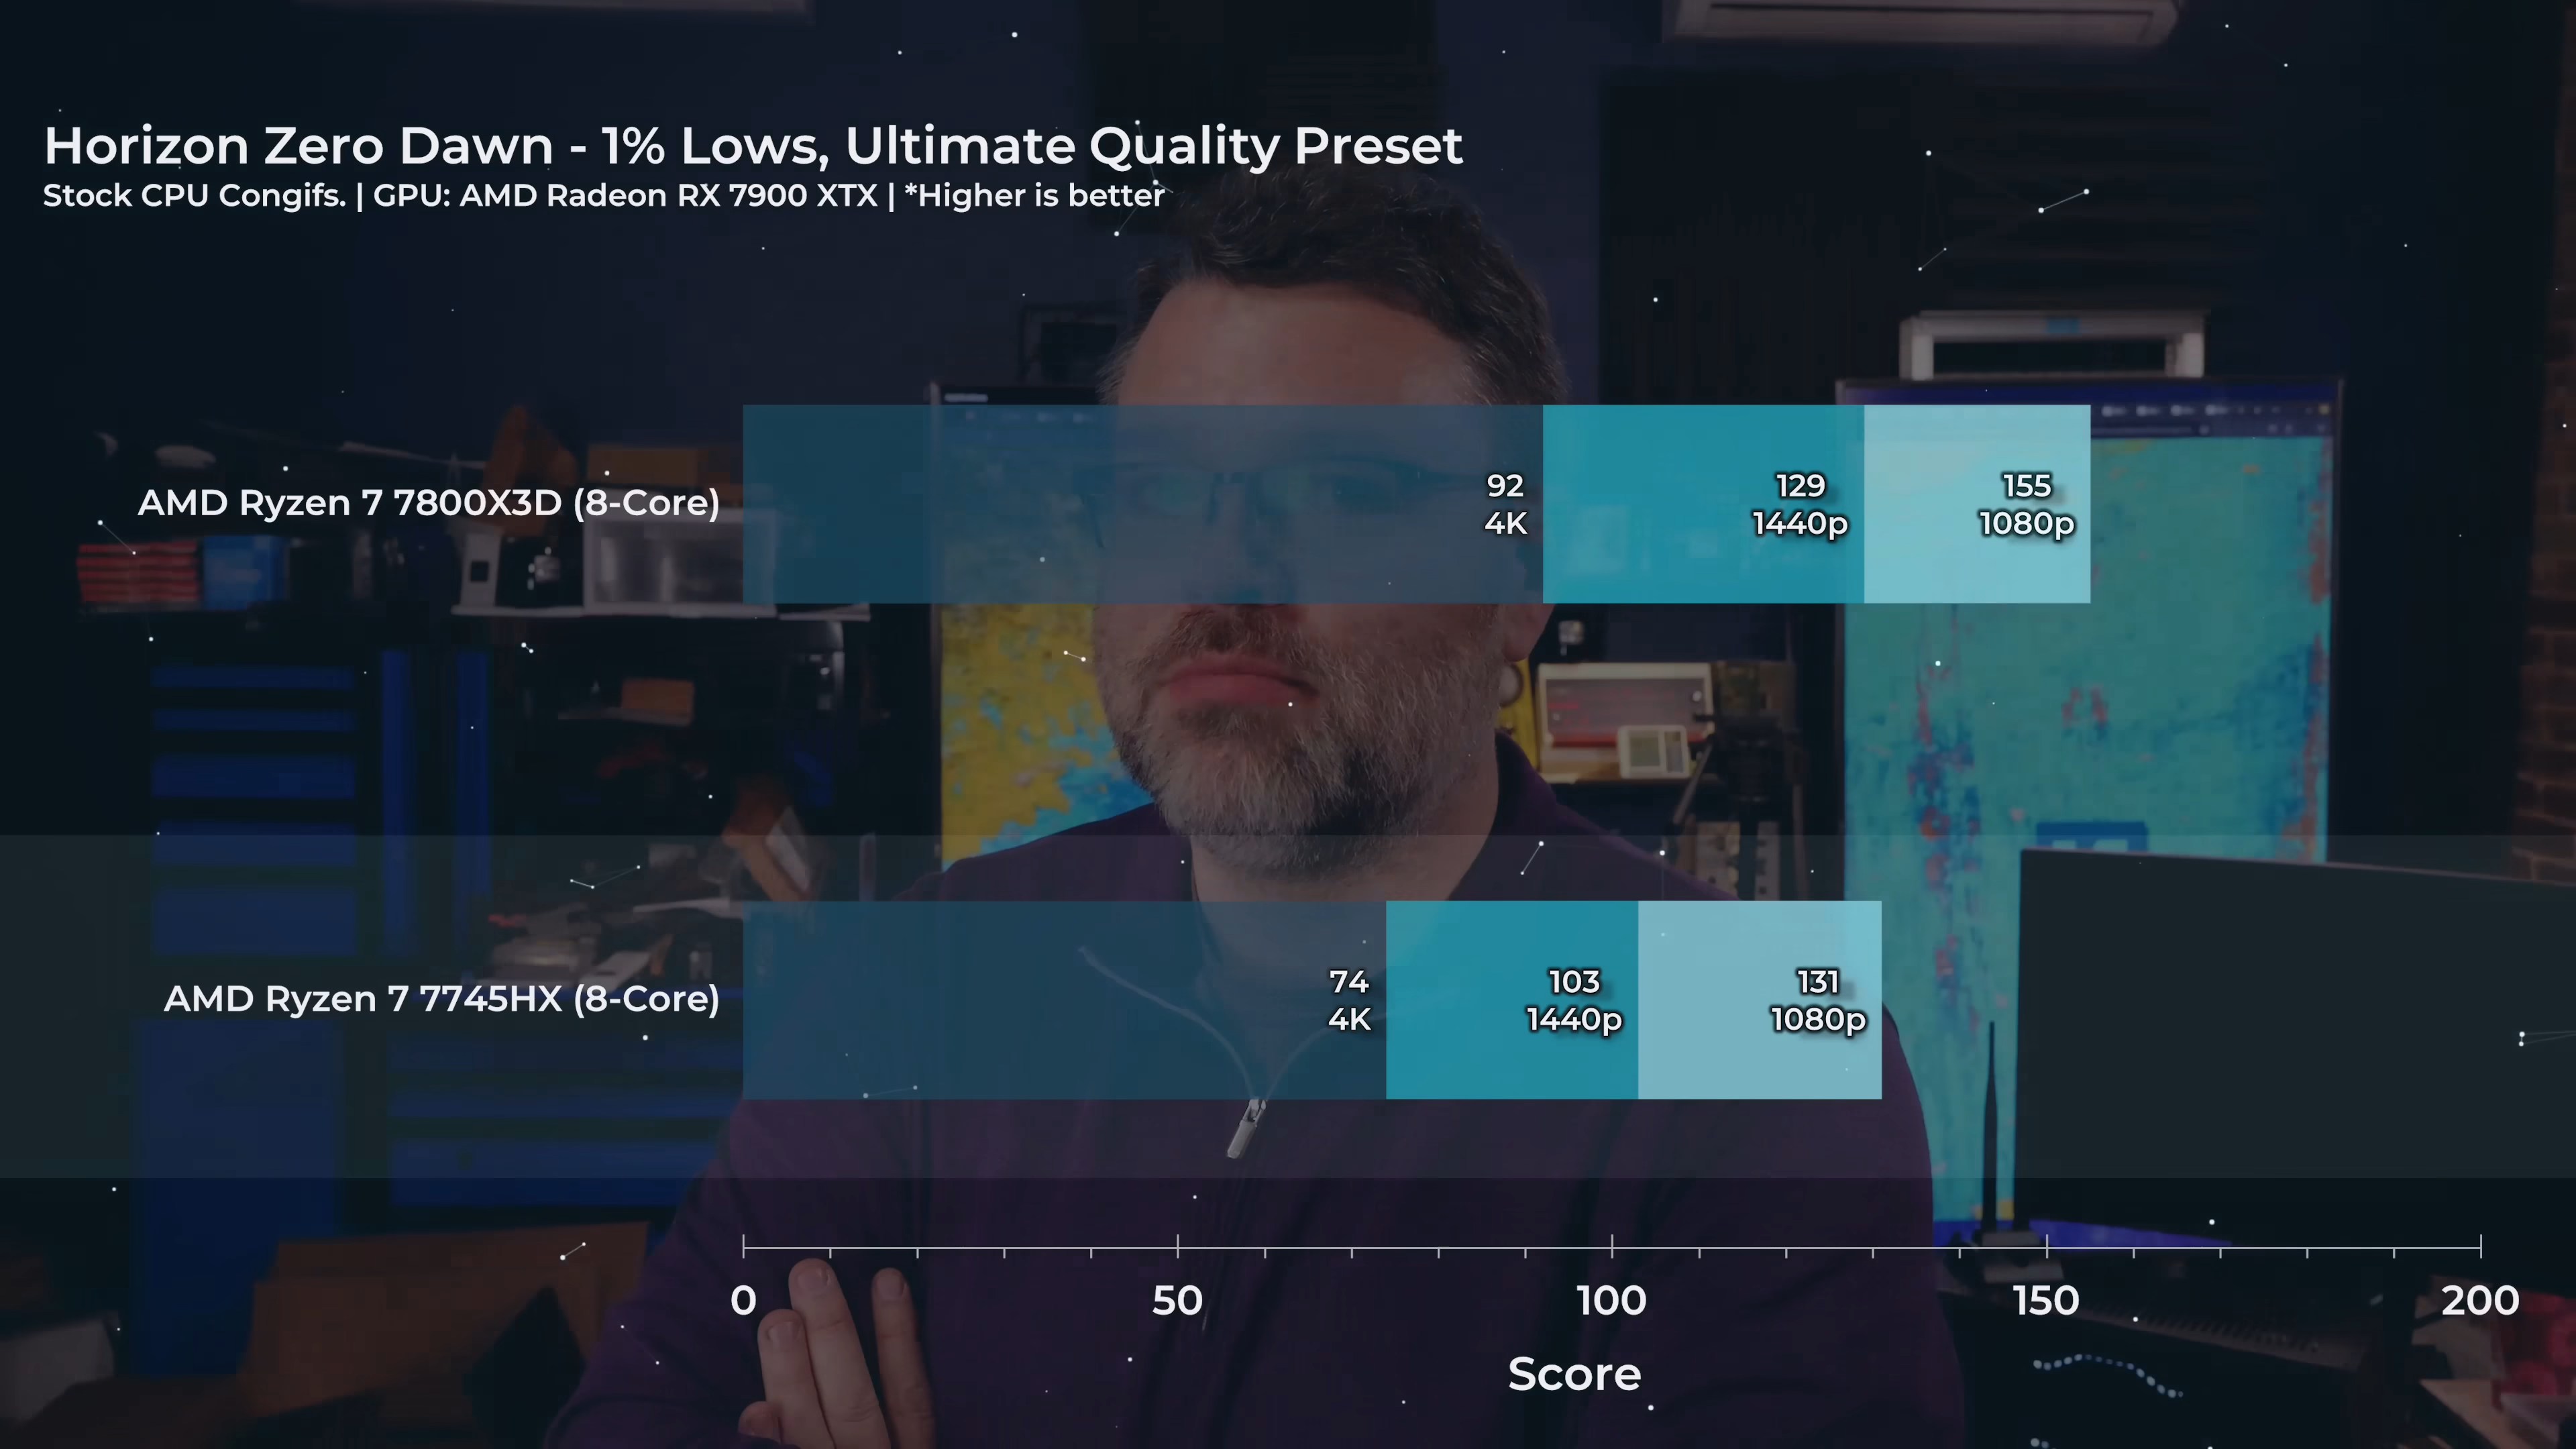 Horizon Zero Dawn - 1% Lows, Ultimate Quality Preset
Stock CPU Congifs. | GPU: AMD Radeon RX 7900 XTX | *Higher is better
AMD Ryzen 7 7800X3D (8-Core)
92
4K
129
1440p
155
1080p
AMD Ryzen 7 7745HX (8-Core)
74
4K
103
1440p
131
1080p
0 50 100 150 200
Score